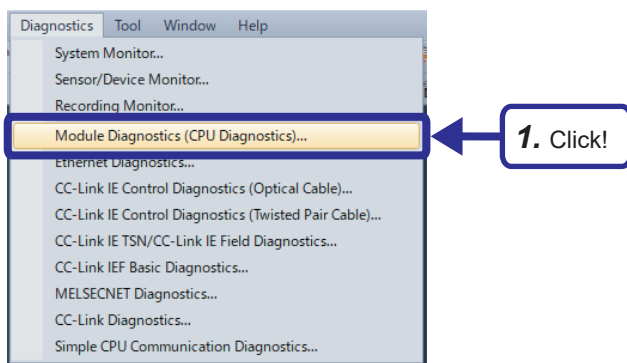 Diagnostics Tool Window Help
System Monitor...
Sensor/Device Monitor...
Recording Monitor...
Module Diagnostics (CPU Diagnostics)...
1. Click!
Ethernet Diagnostics...
CC-Link IE Control Diagnostics (Optical Cable)...
CC-Link IE Control Diagnostics (Twisted Pair Cable)...
CC-Link IE TSN/CC-Link IE Field Diagnostics...
CC-Link IEF Basic Diagnostics...
MELSECNET Diagnostics...
CC-Link Diagnostics...
Simple CPU Communication Diagnostics...